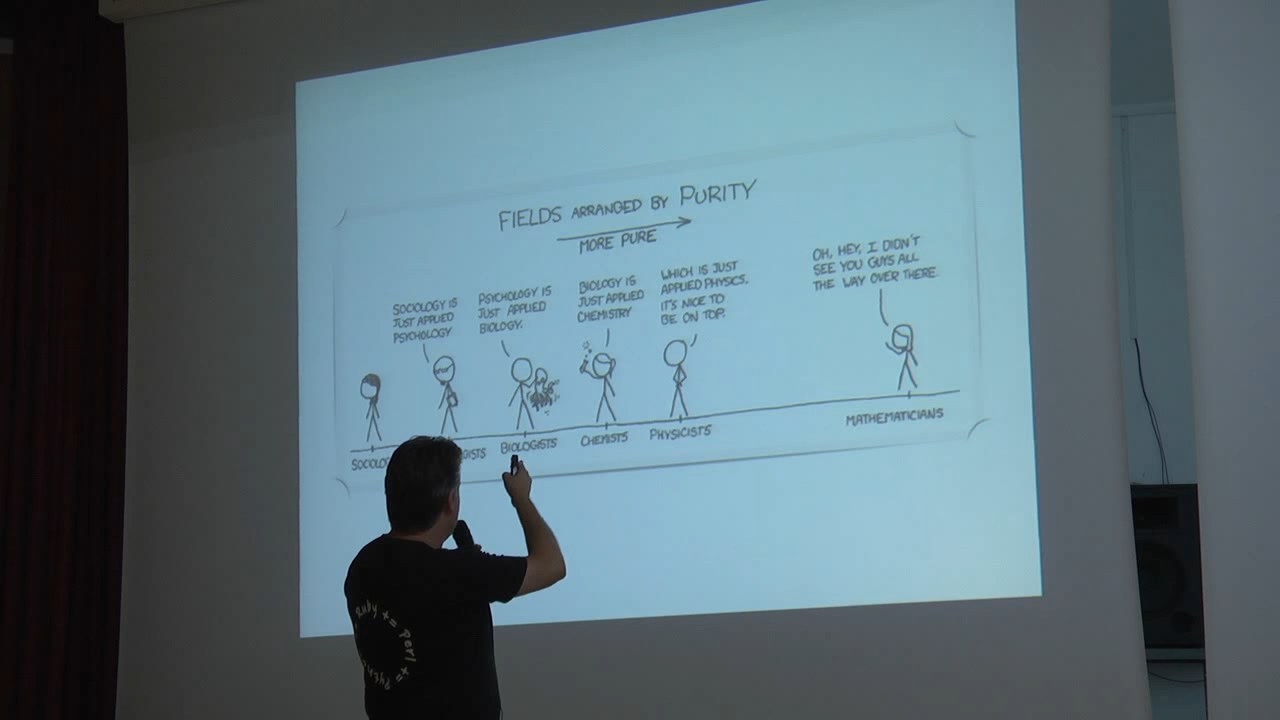 FIELDS ARRANGED BY PURITY
MORE PURE
SOCIOLOGY IS
JUST APPLIED
PSYCHOLOGY
PSYCHOLOGY IS
JUST APPLIED
BIOLOGY.
BIOLOGY IS
JUST APPLIED
CHEMISTRY
WHICH IS JUST
APPLIED PHYSICS.
IT'S NICE TO
BE ON TOP.
OH, HEY, I DIDN'T
SEE YOU GUYS ALL
THE WAY OVER THERE.
BIOLOGISTS
CHEMISTS
PHYSICISTS
MATHEMATICIANS
Ruby += Perl *=